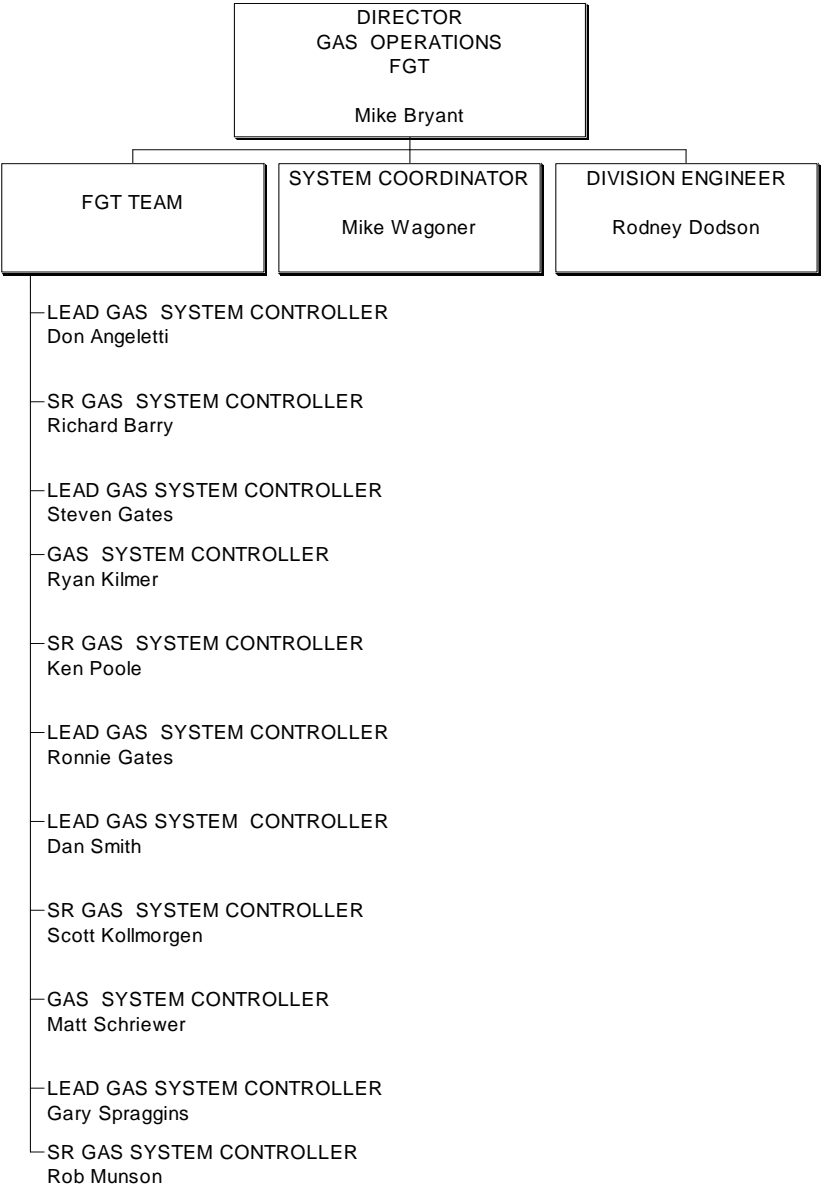 DIRECTOR
GAS OPERATIONS
FGT
Mike Bryant
FGT TEAM
SYSTEM COORDINATOR
Mike Wagoner
DIVISION ENGINEER
Rodney Dodson
LEAD GAS SYSTEM CONTROLLER
Don Angeletti
SR GAS SYSTEM CONTROLLER
Richard Barry
LEAD GAS SYSTEM CONTROLLER
Steven Gates
GAS SYSTEM CONTROLLER
Ryan Kilmer
SR GAS SYSTEM CONTROLLER
Ken Poole
LEAD GAS SYSTEM CONTROLLER
Ronnie Gates
LEAD GAS SYSTEM CONTROLLER
Dan Smith
SR GAS SYSTEM CONTROLLER
Scott Kollmorgen
GAS SYSTEM CONTROLLER
Matt Schriewer
LEAD GAS SYSTEM CONTROLLER
Gary Spraggins
SR GAS SYSTEM CONTROLLER
Rob Munson